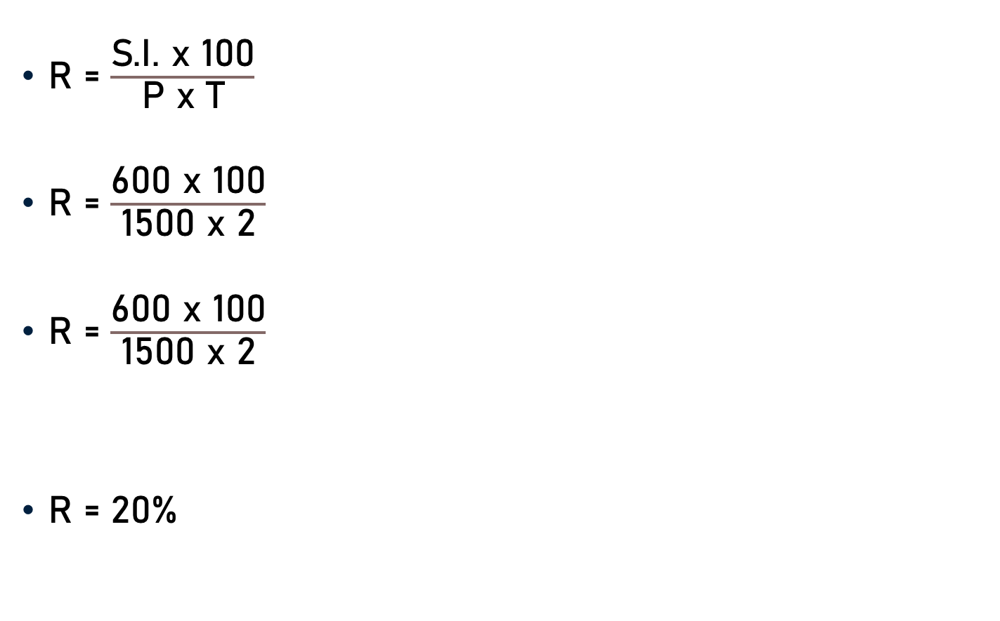 • R = S.I. x 100
P x T
• R = 600 x 100
1500 x 2
• R = 600 x 100
1500 x 2
• R = 20%